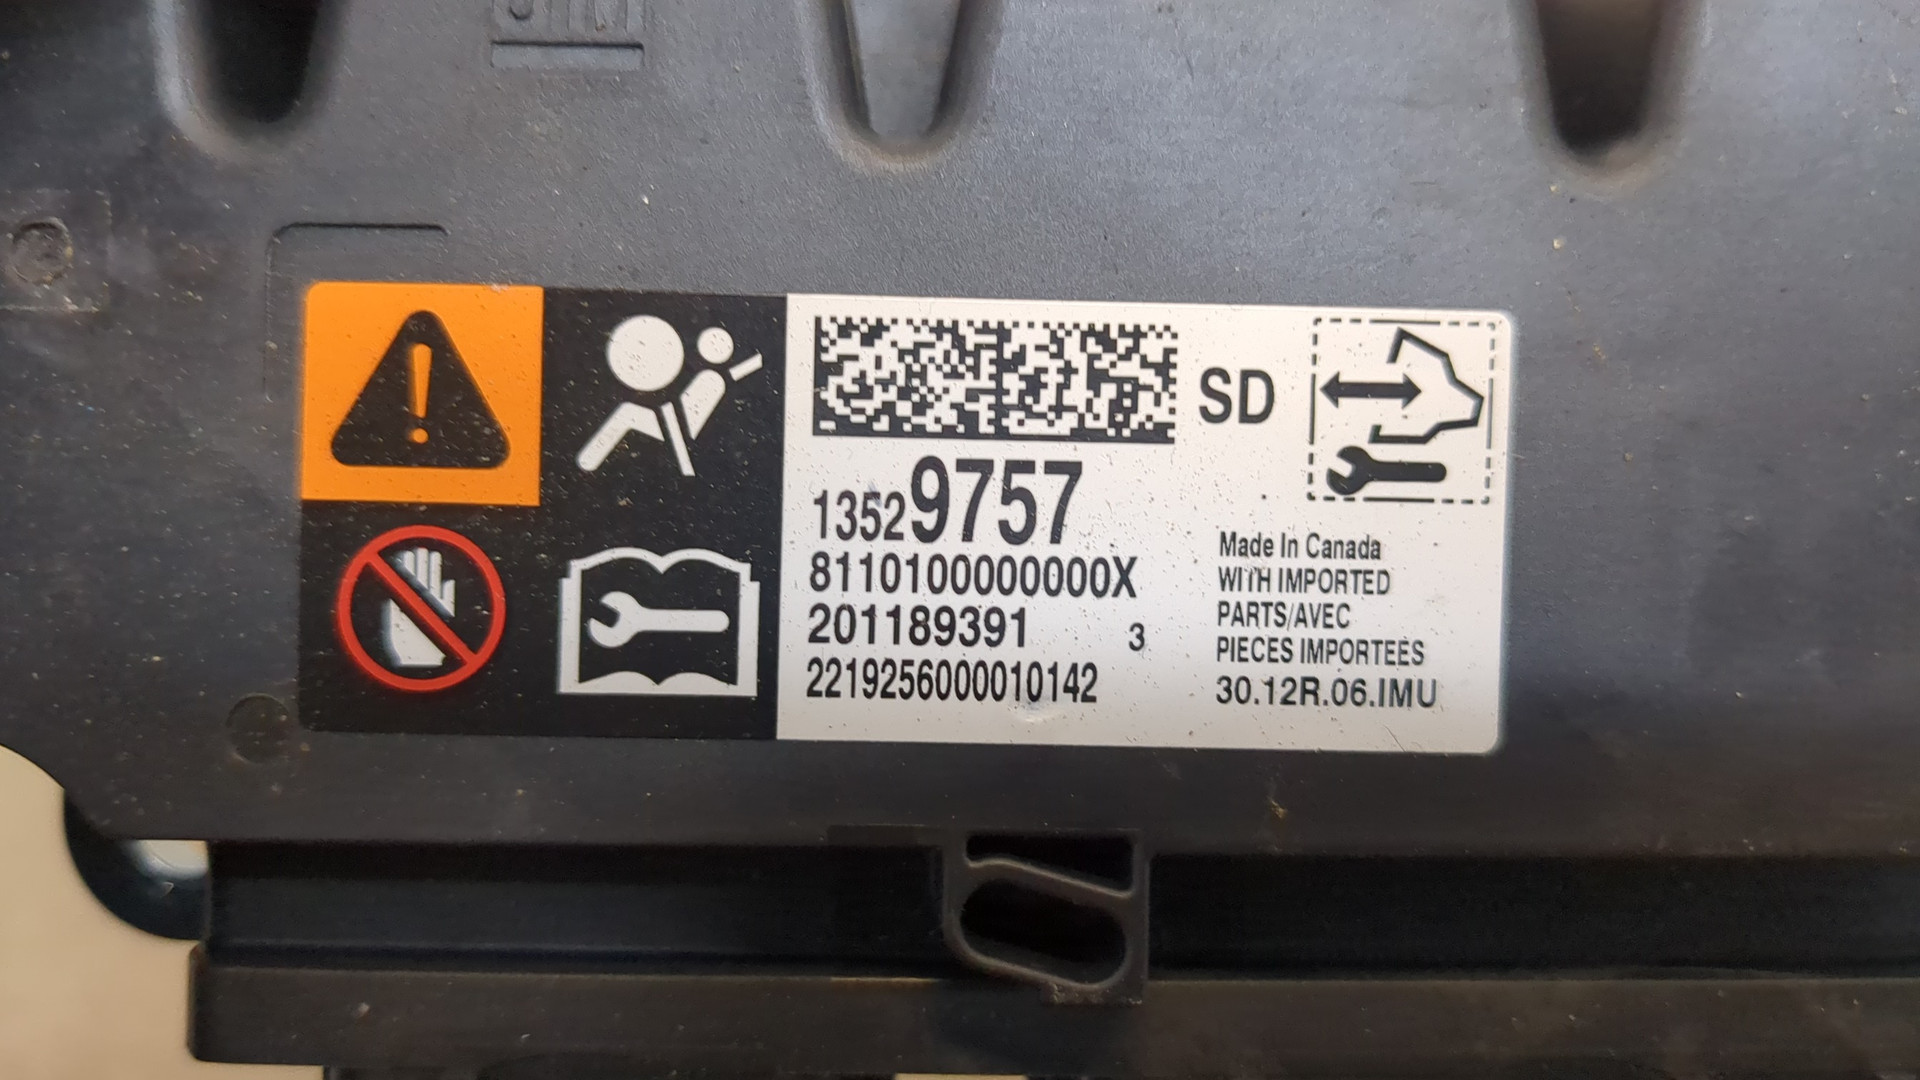 SD
13529757
8110100000000X
201189391 3
2219256000010142
Made In Canada
WITH IMPORTED
PARTS/AVEC
PIECES IMPORTEES
30.12R.06.IMU